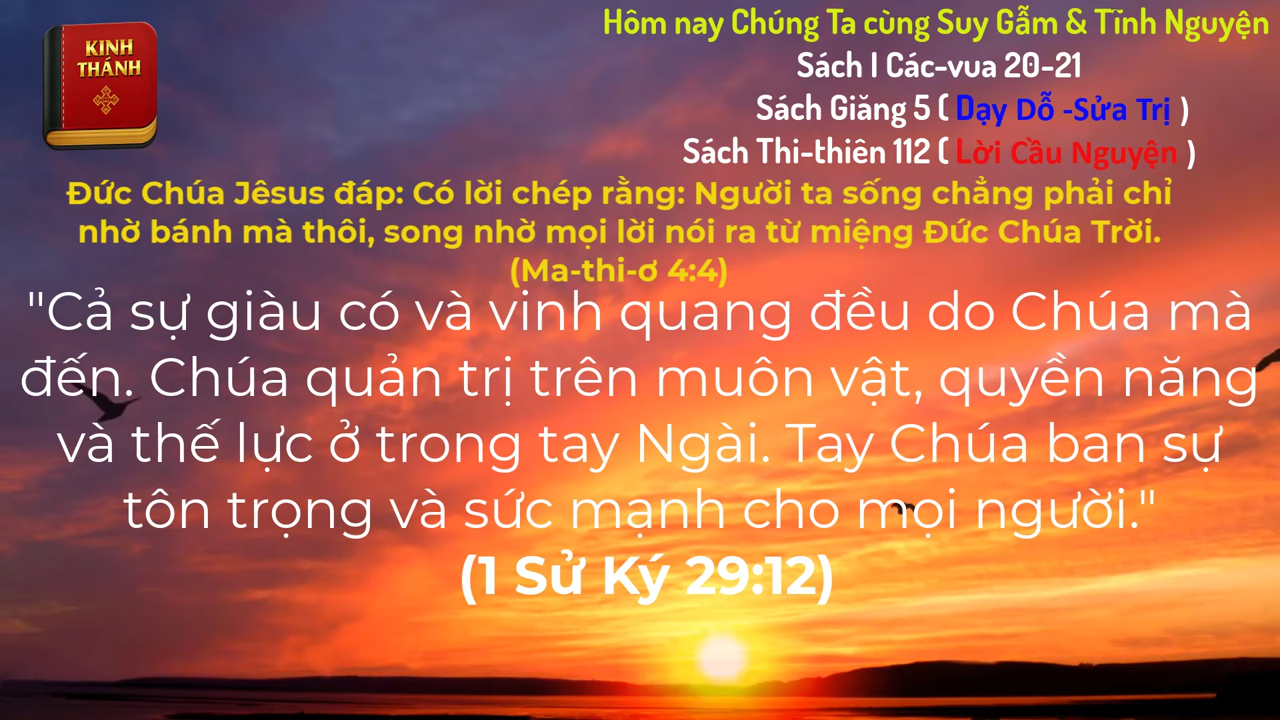 KINH
THÁNH
Hôm nay Chúng Ta cùng Suy Gẫm & Tĩnh Nguyện
Sách I Các-vua 20-21
Sách Giăng 5 ( Dạy Dỗ -Sửa Trị )
Sách Thi-thiên 112 ( Lời Cầu Nguyện )
Đức Chúa Jêsus đáp: Có lời chép rằng: Người ta sống chẳng phải chỉ
nhờ bánh mà thôi, song nhờ mọi lời nói ra từ miệng Đức Chúa Trời.
(Ma-thi-ơ 4:4)
"Cả sự giàu có và vinh quang đều do Chúa mà
đến. Chúa quản trị trên muôn vật, quyền năng
và thế lực ở trong tay Ngài. Tay Chúa ban sự
tôn trọng và sức mạnh cho mọi người."
(1 Sử Ký 29:12)